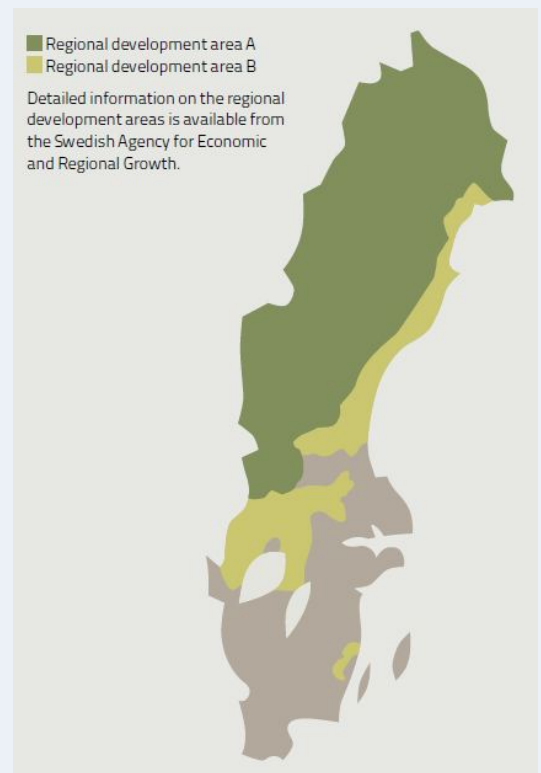 Regional development area A
Regional development area B
Detailed information on the regional
development areas is available from
the Swedish Agency for Economic
and Regional Growth.